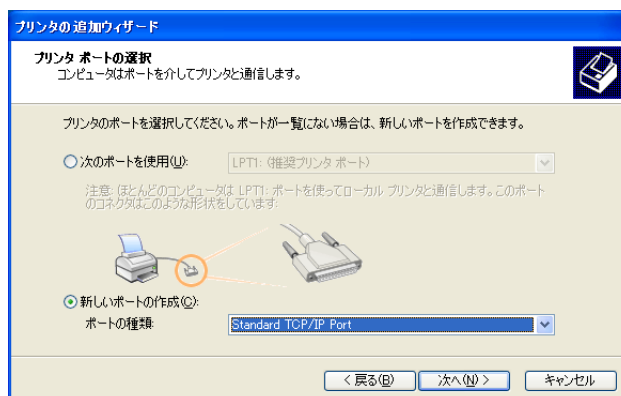 プリンタの追加ウィザード
プリンタ ポートの選択
コンピュータはポートを介してプリンタと通信します。
プリンタのポートを選択してください。ポートが一覧にない場合は、新しいポートを作成できます。
次のポートを使用(U):
LPT1: (推奨プリンタ ポート)
注意: ほとんどのコンピュータは LPT1: ポートを使ってローカル プリンタと通信します。このポート
のコネクタはこのような形状をしています:
新しいポートの作成(C):
ポートの種類:
Standard TCP/IP Port
< 戻る(B)
次へ(N) >
キャンセル